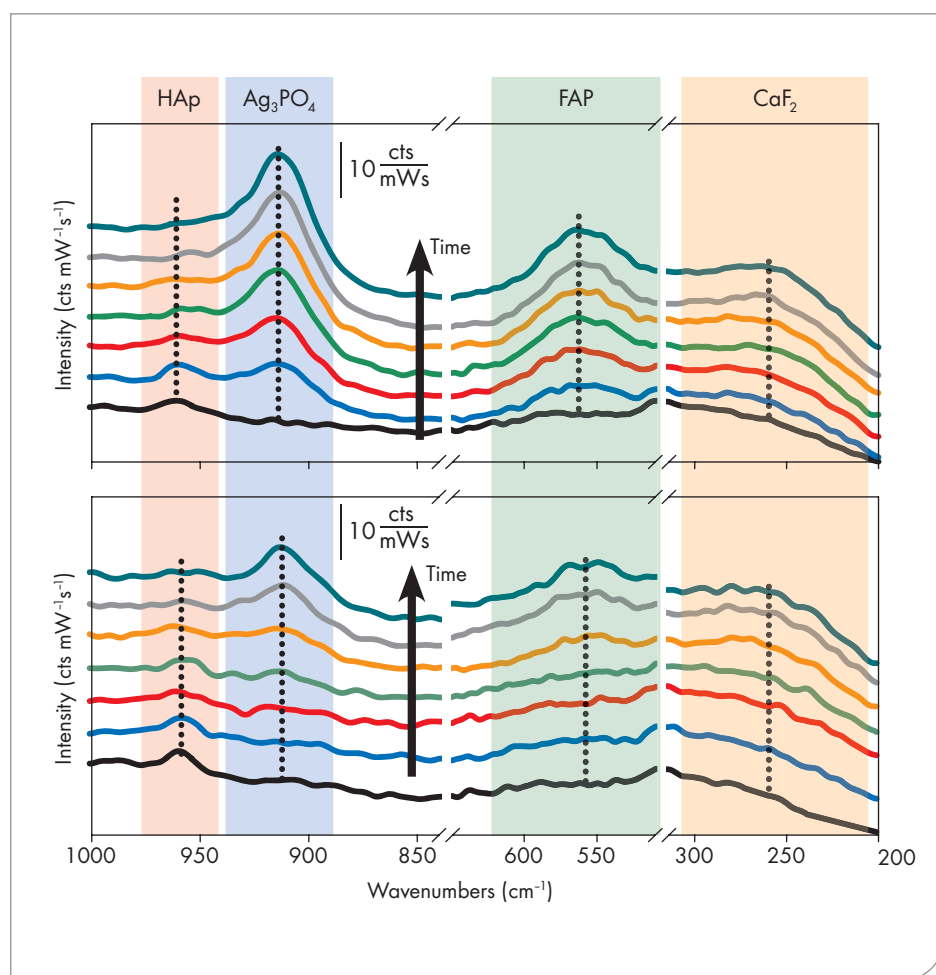 HAp Ag₃PO₄ FAP CaF₂
10 cts/mWs
Time
Intensity (cts mW⁻¹s⁻¹)
10 cts/mWs
Time
Intensity (cts mW⁻¹s⁻¹)
1000 950 900 850 600 550 300 250 200
Wavenumbers (cm⁻¹)